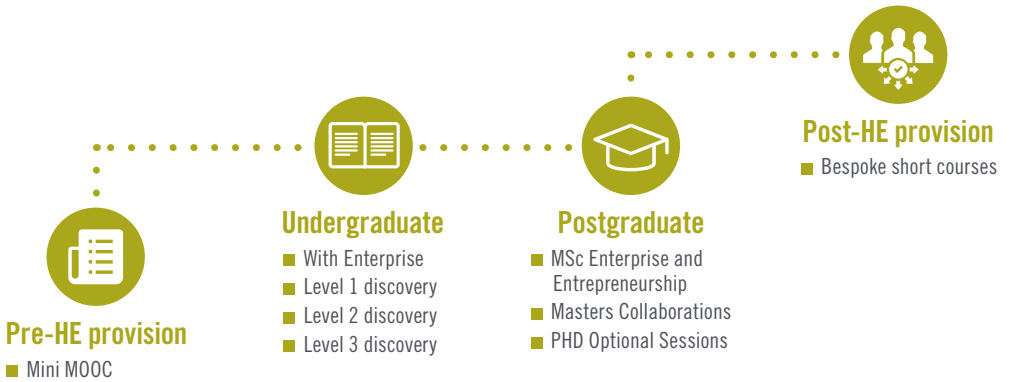 Pre-HE provision
Mini MOOC
Undergraduate
With Enterprise
Level 1 discovery
Level 2 discovery
Level 3 discovery
Postgraduate
MSc Enterprise and
Entrepreneurship
Masters Collaborations
PHD Optional Sessions
Post-HE provision
Bespoke short courses